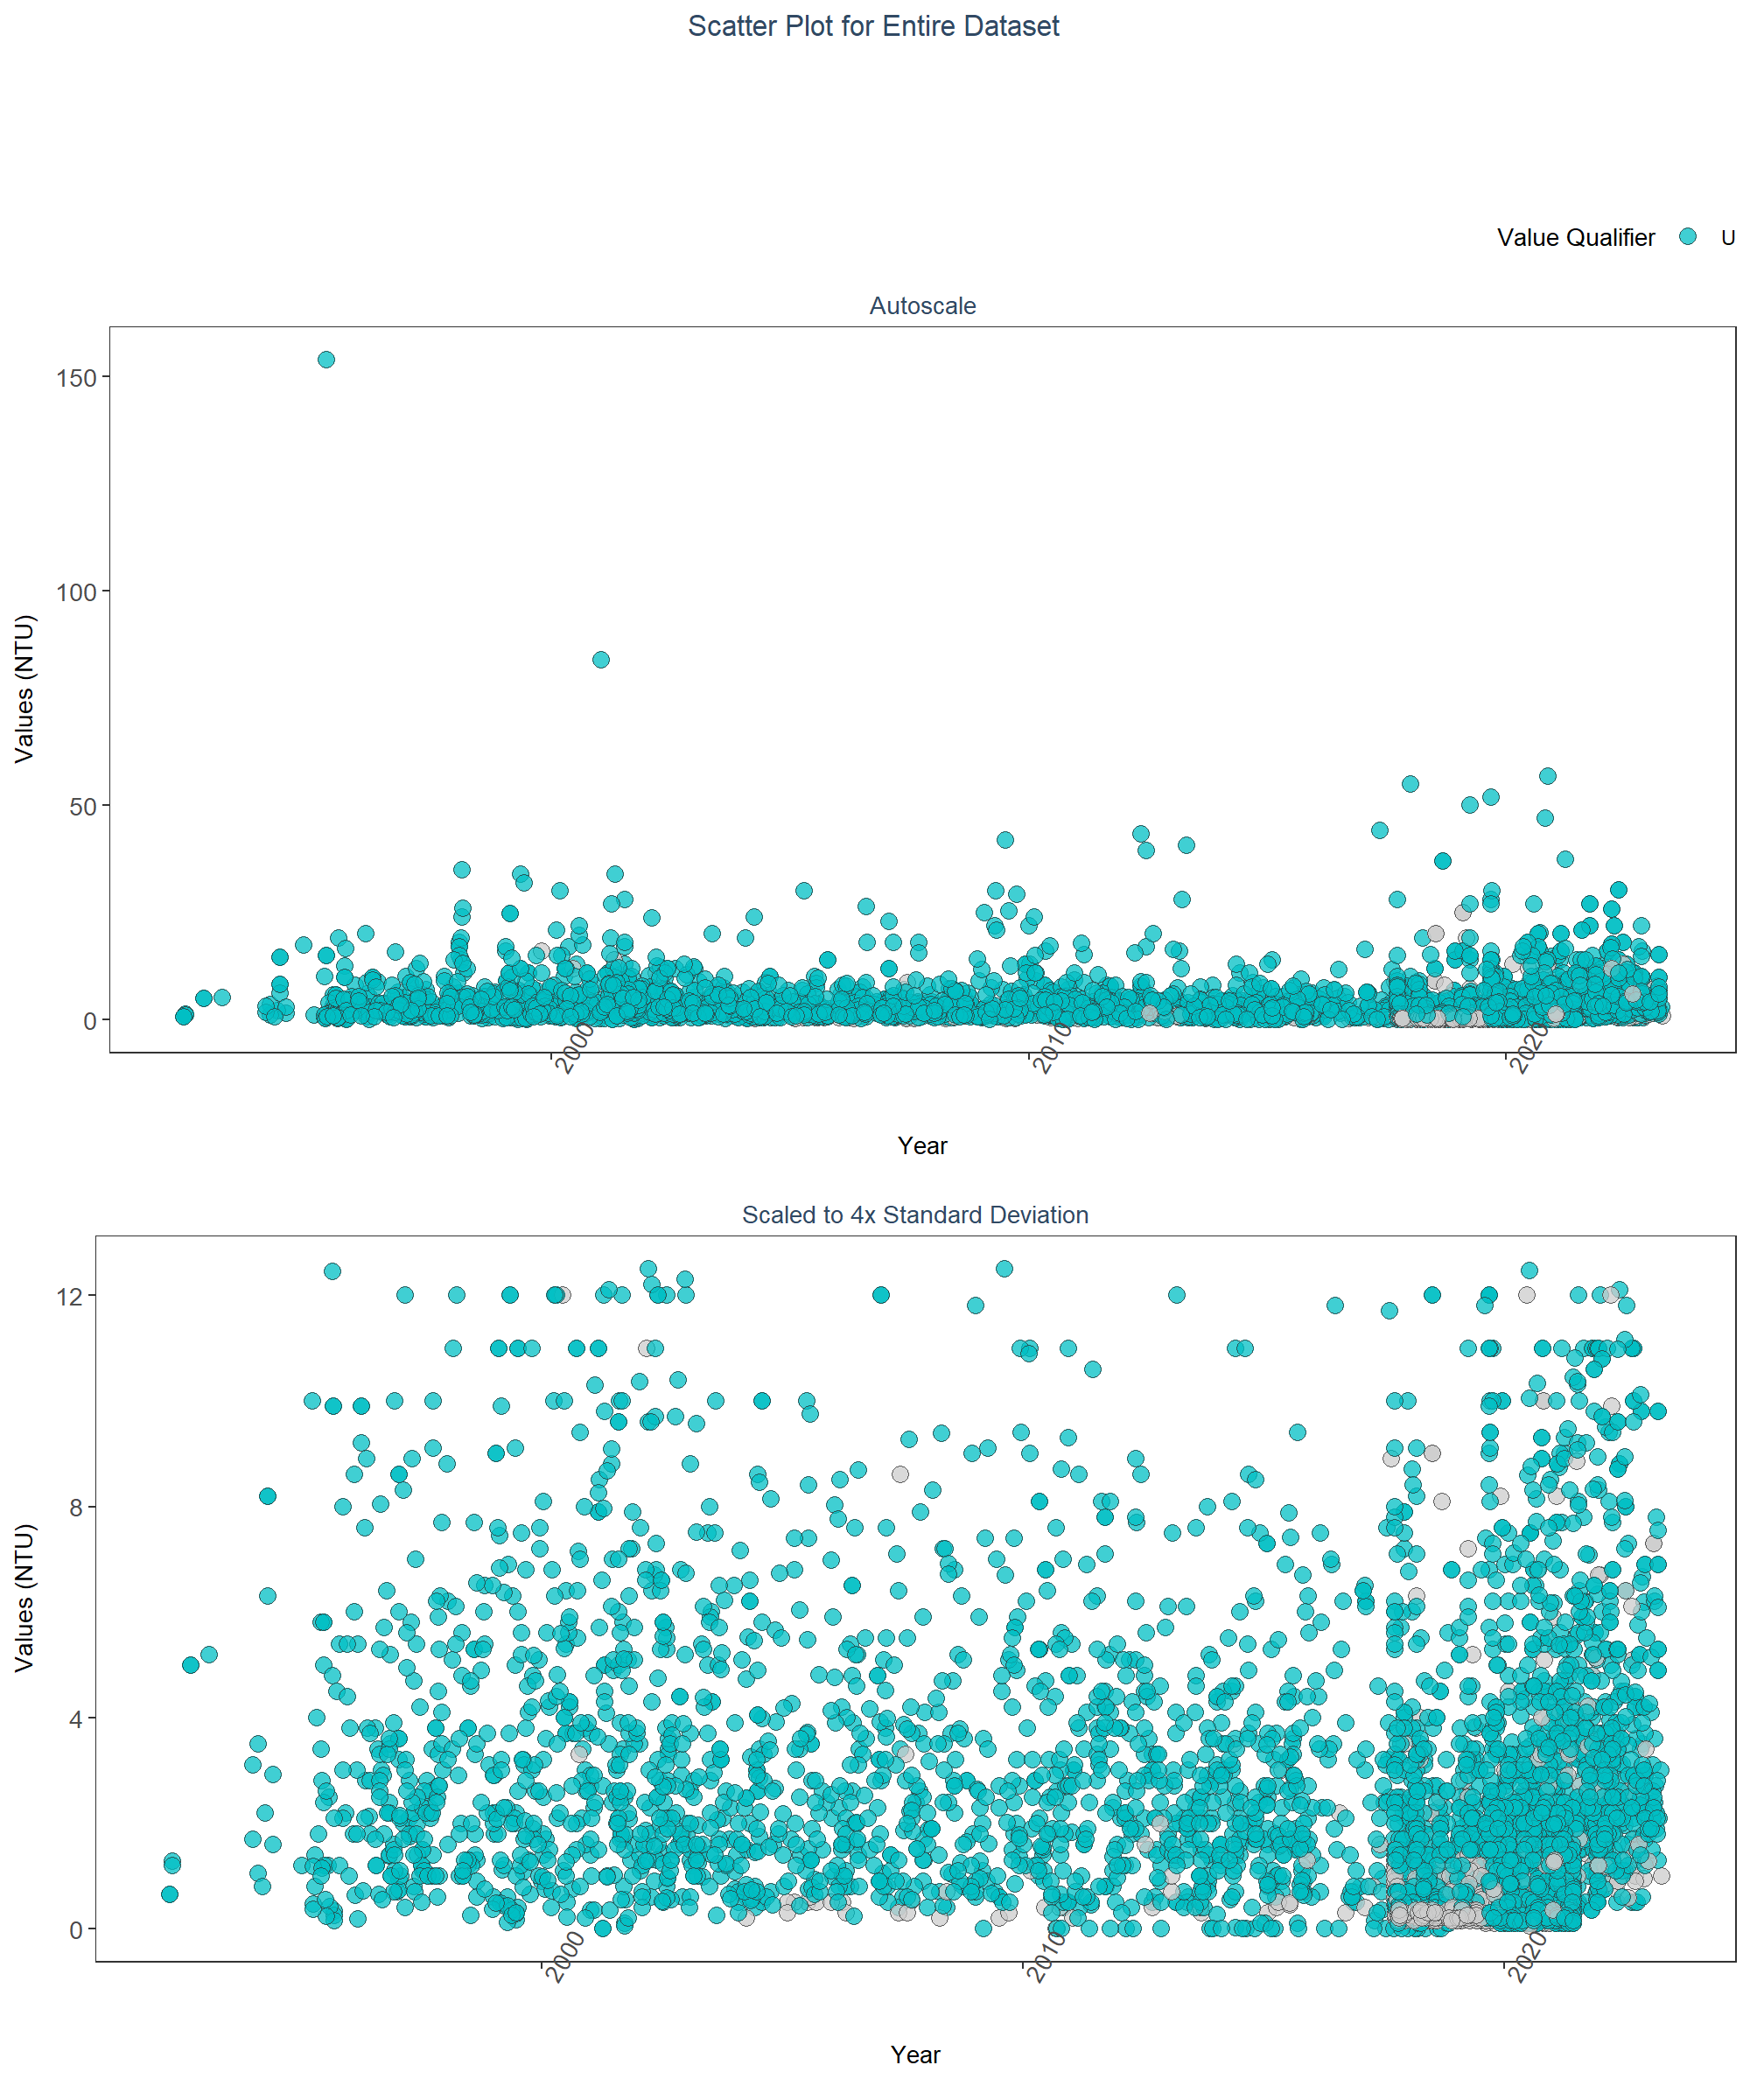 Scatter Plot for Entire Dataset
Value Qualifier U
Autoscale
150
100
50
0
Values (NTU)
2000 2010 2020
Year
Scaled to 4x Standard Deviation
12
8
4
0
Values (NTU)
2000 2010 2020
Year